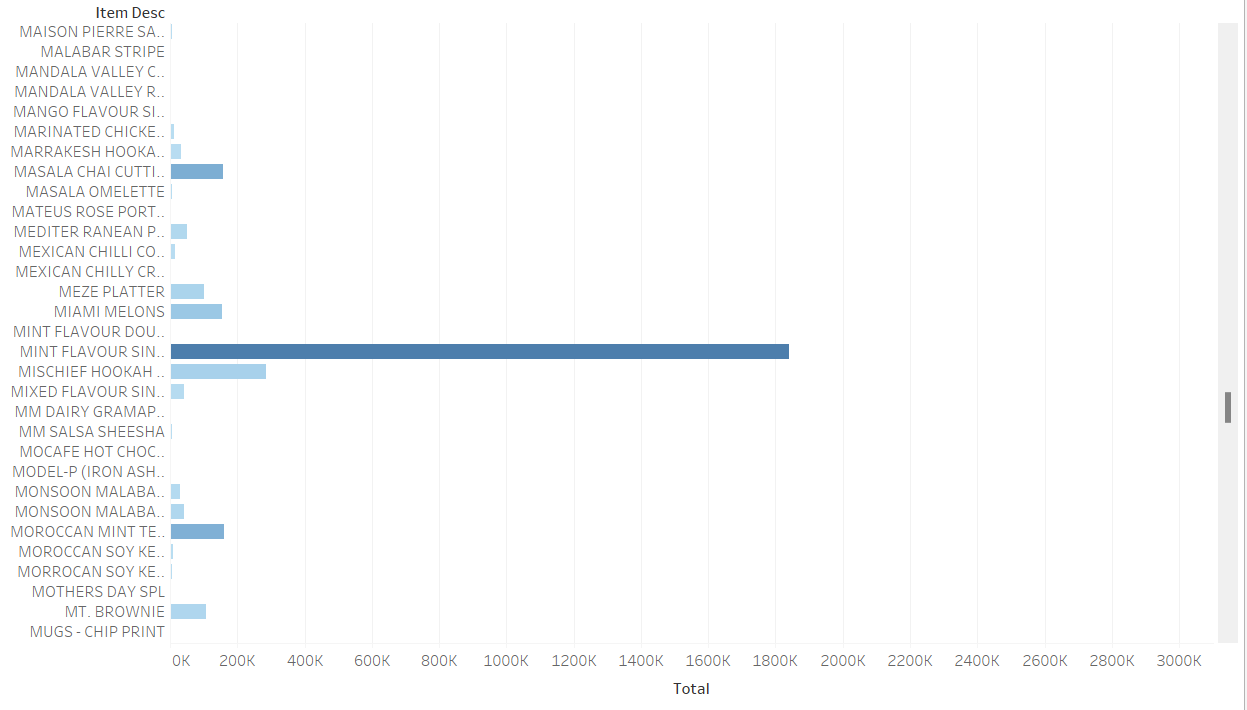 Item Desc
MAISON PIERRE SA..
MALABAR STRIPE
MANDALA VALLEY C..
MANDALA VALLEY R..
MANGO FLAVOUR SI..
MARINATED CHICKE..
MARRAKESH HOOKA..
MASALA CHAI CUTTI..
MASALA OMELETTE
MATEUS ROSE PORT..
MEDITER RANEAN P..
MEXICAN CHILLI CO..
MEXICAN CHILLY CR..
MEZE PLATTER
MIAMI MELONS
MINT FLAVOUR DOU..
MINT FLAVOUR SIN..
MISCHIEF HOOKAH ..
MIXED FLAVOUR SIN..
MM DAIRY GRAMAP..
MM SALSA SHEESHA
MOCAFE HOT CHOC..
MODEL-P (IRON ASH..
MONSOON MALABA..
MONSOON MALABA..
MOROCCAN MINT TE..
MOROCCAN SOY KE..
MORROCAN SOY KE..
MOTHERS DAY SPL
MT. BROWNIE
MUGS - CHIP PRINT
0K 200K 400K 600K 800K 1000K 1200K 1400K 1600K 1800K 2000K 2200K 2400K 2600K 2800K 3000K
Total